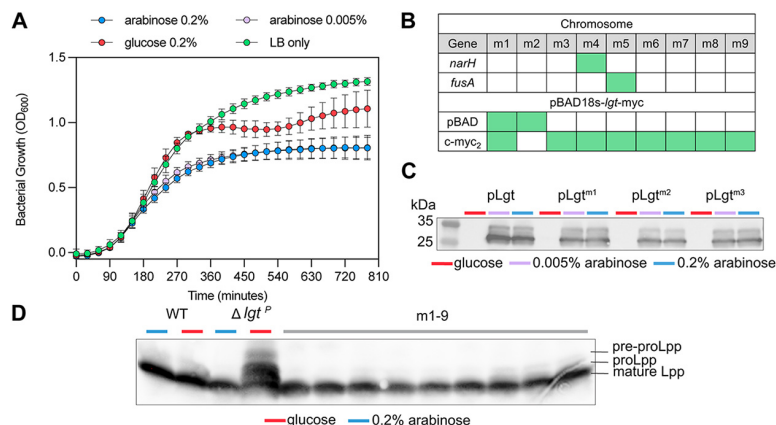 A
arabinose 0.2%
arabinose 0.005%
glucose 0.2%
LB only
Bacterial Growth (OD600)
1.5
1.0
0.5
0.0
0 90 180 270 360 450 540 630 720 810
Time (minutes)
B
Chromosome
Gene m1 m2 m3 m4 m5 m6 m7 m8 m9
narH
fusA
pBAD18s-lgt-myc
pBAD
c-myc2
C
pLgt pLgtm1 pLgtm2 pLgtm3
kDa
35
25
glucose 0.005% arabinose 0.2% arabinose
D
WT Δ lgt P m1-9
pre-proLpp
proLpp
mature Lpp
glucose 0.2% arabinose